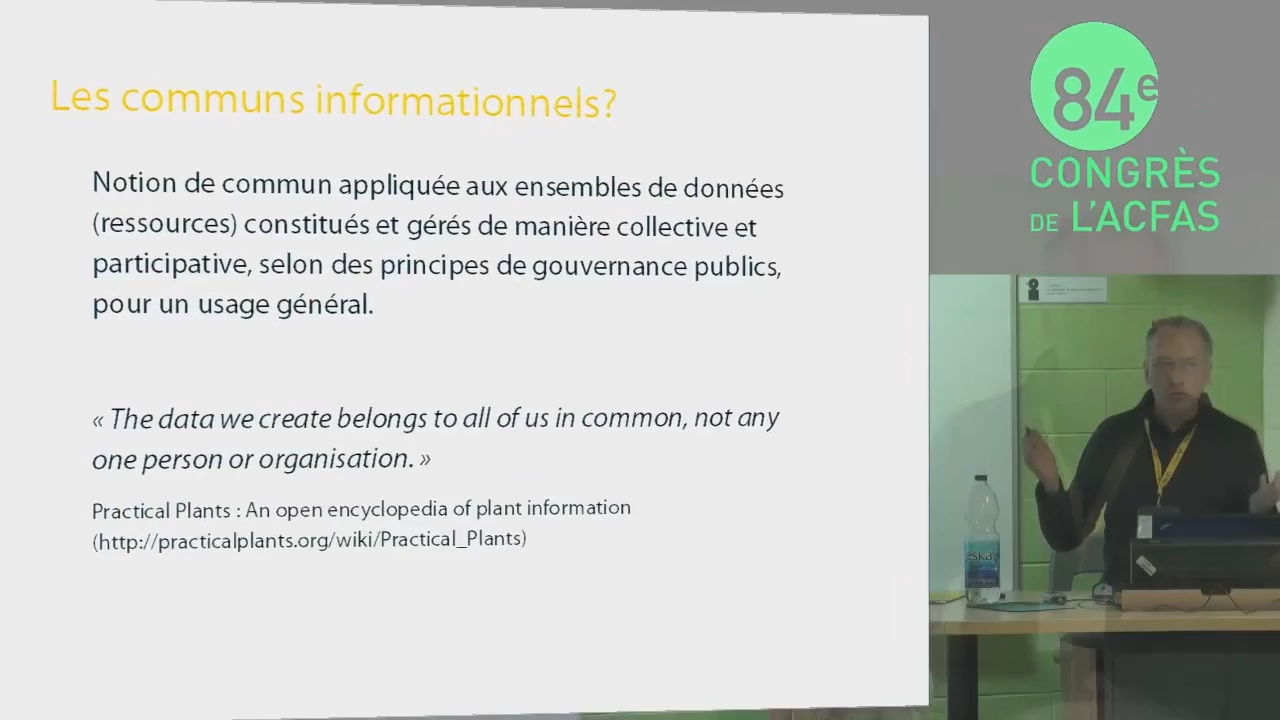 Les communs informationnels?
Notion de commun appliquée aux ensembles de données
(ressources) constitués et gérés de manière collective et
participative, selon des principes de gouvernance publics,
pour un usage général.
« The data we create belongs to all of us in common, not any
one person or organisation. »
Practical Plants : An open encyclopedia of plant information
(http://practicalplants.org/wiki/Practical_Plants)
84e
CONGRÈS
DE L'ACFAS
eska